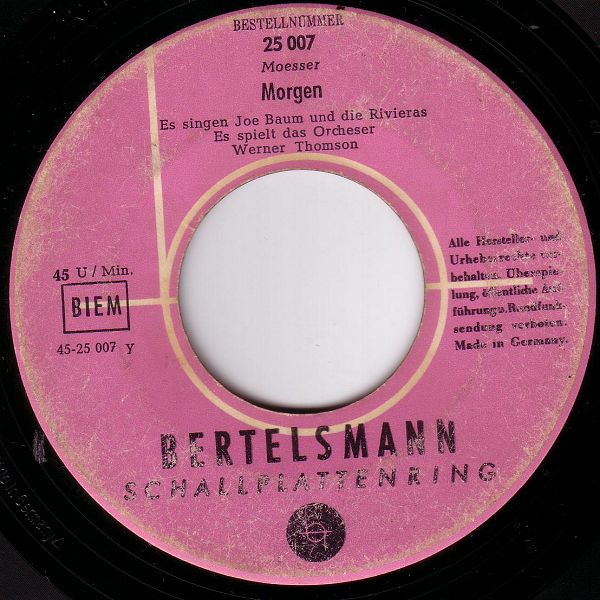 BESTELLNUMMER
25 007
Moesser
Morgen
Es singen Joe Baum und die Rivieras
Es spielt das Orcheser
Werner Thomson
45 U / Min.
BIEM
45-25 007 Y
Alle Hersteller- und
Urheberrechte vor-
behalten. Überspie-
lung, öffentliche Auf-
führung u. Rundfunk-
sendung verboten.
Made in Germany.
BERTELSMANN
SCHALLPLATTENRING